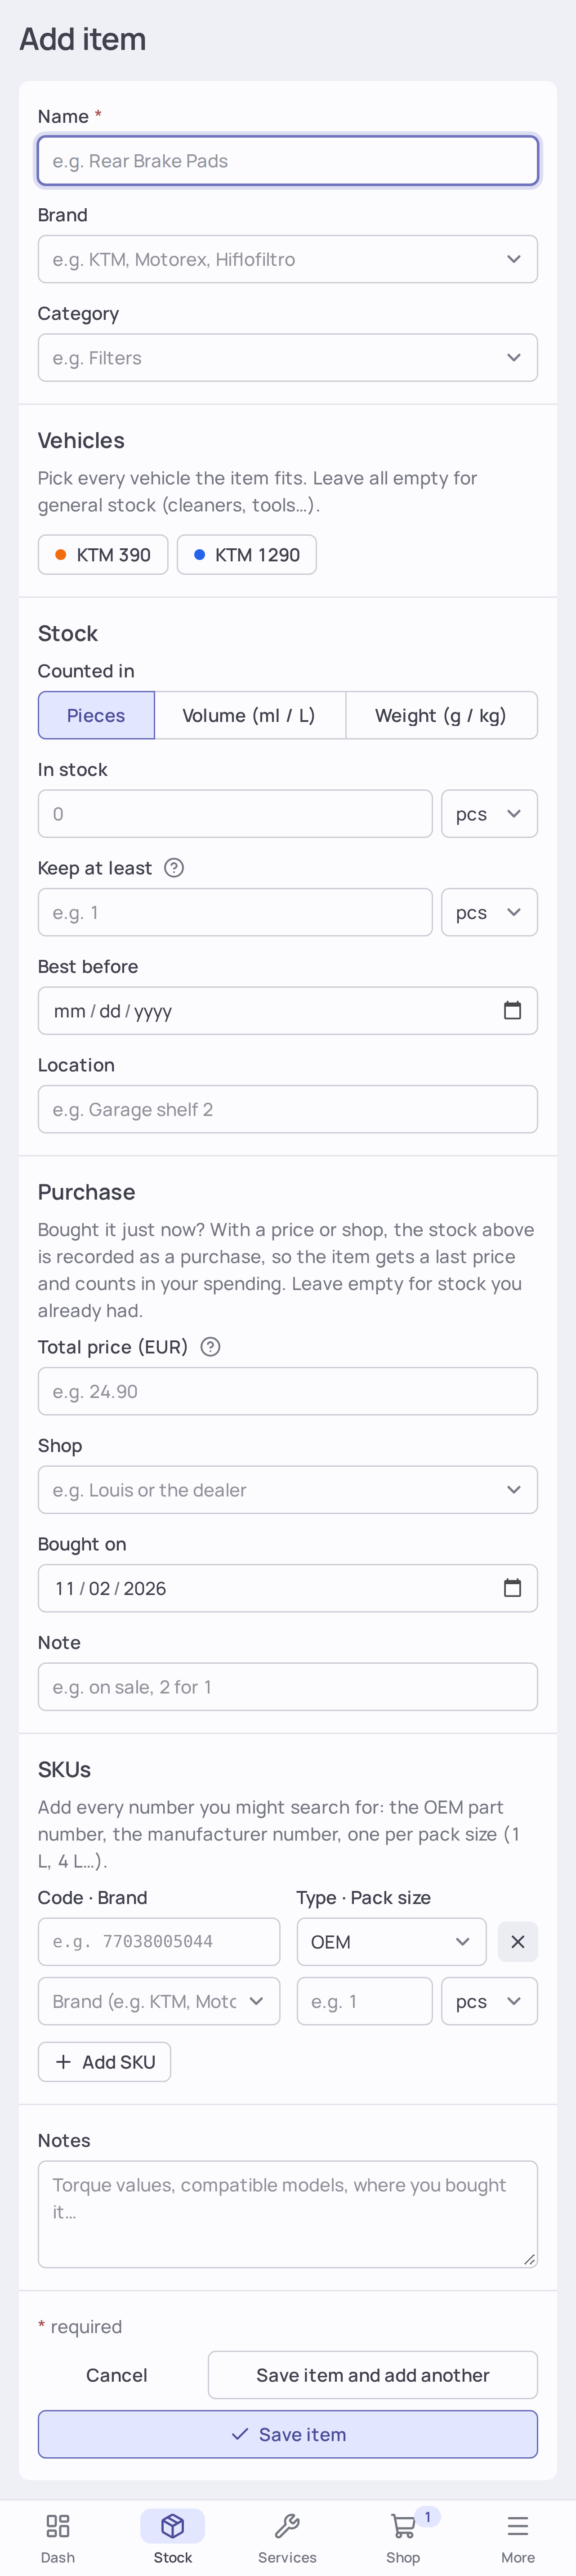 Add item
Name *
e.g. Rear Brake Pads
Brand
e.g. KTM, Motorex, Hiflofiltro
Category
e.g. Filters
Vehicles
Pick every vehicle the item fits. Leave all empty for
general stock (cleaners, tools…).
KTM 390 KTM 1290
Stock
Counted in
Pieces Volume (ml / L) Weight (g / kg)
In stock
0 pcs
Keep at least ?
e.g. 1 pcs
Best before
mm / dd / yyyy
Location
e.g. Garage shelf 2
Purchase
Bought it just now? With a price or shop, the stock above
is recorded as a purchase, so the item gets a last price
and counts in your spending. Leave empty for stock you
already had.
Total price (EUR) ?
e.g. 24.90
Shop
e.g. Louis or the dealer
Bought on
11 / 02 / 2026
Note
e.g. on sale, 2 for 1
SKUs
Add every number you might search for: the OEM part
number, the manufacturer number, one per pack size (1
L, 4 L…).
Code · Brand Type · Pack size
e.g. 77038005044 OEM
Brand (e.g. KTM, Motc e.g. 1 pcs
Add SKU
Notes
Torque values, compatible models, where you bought
it…
* required
Cancel Save item and add another
Save item
1
Dash Stock Services Shop More